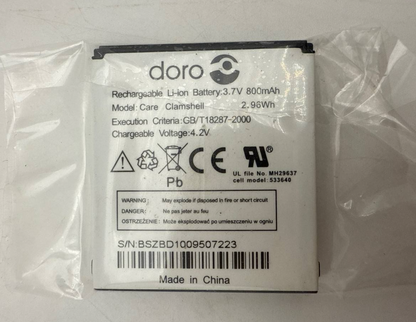 doro
Rechargeable Li-ion Battery:3.7V 800mAh
Model: Care Clamshell 2.96Wh
Execution Criteria:GB/T18287-2000
Chargeable Voltage:4.2V
Pb
UL file No. MH29637
cell model: 533640
WARNING: May explode if disposed in fire or short circuit
DANGER: Ne pas jeter au feu
OSTRZEŻENIE: Może eksplodować po umieszczeniu w ogniu
S/N:BSZBD1009507223
Made in China